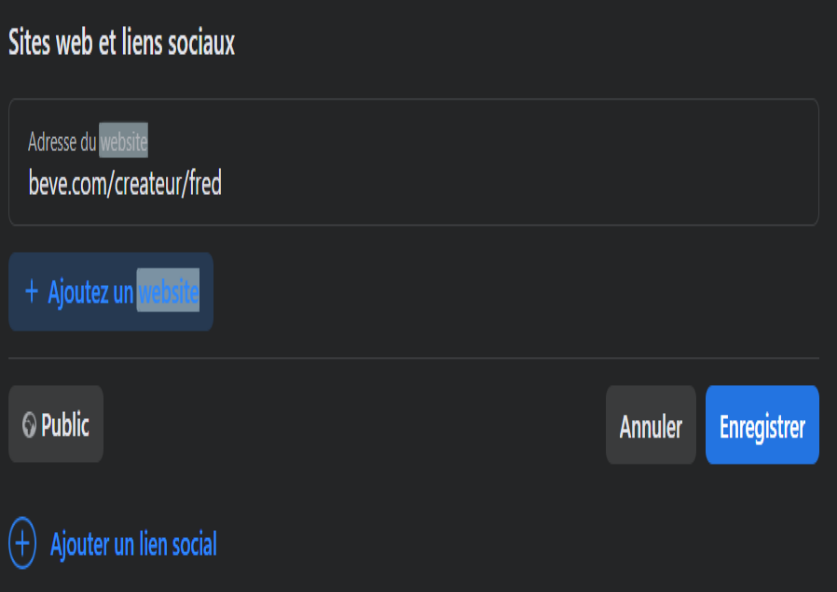 Sites web et liens sociaux
Adresse du website
beve.com/createur/fred
+ Ajoutez un website
Public
Annuler
Enregistrer
Ajouter un lien social